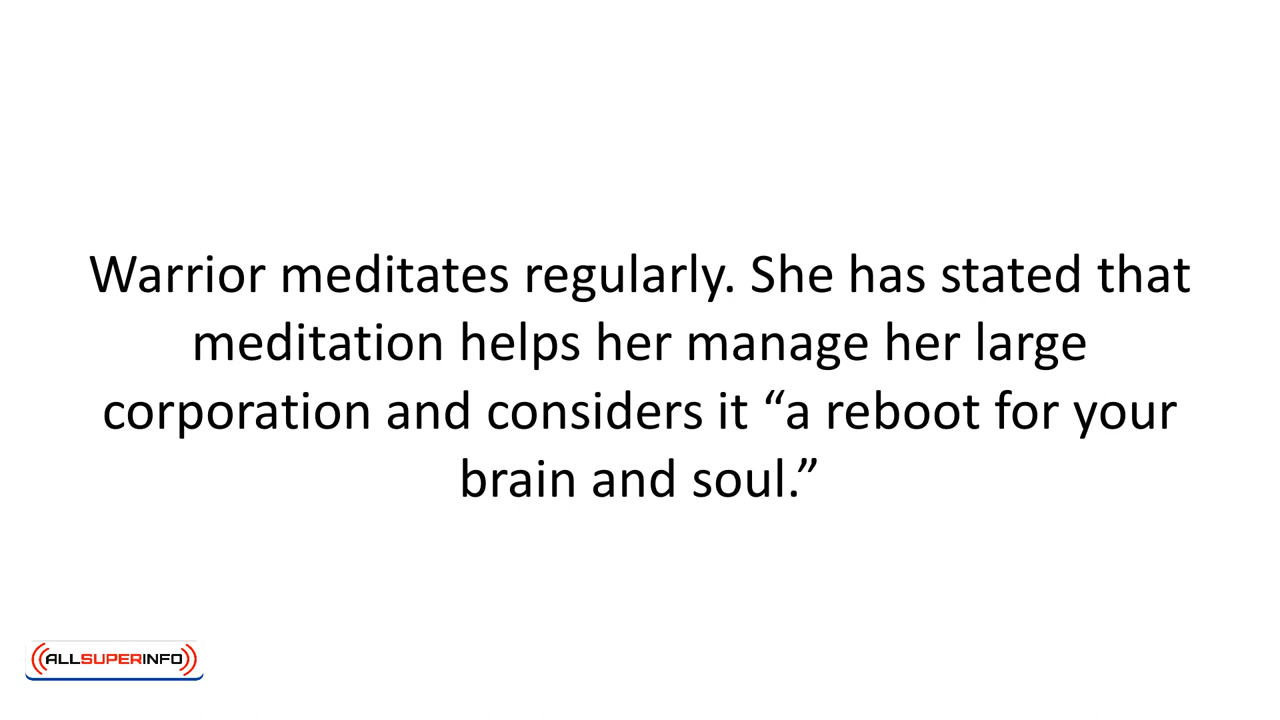 Warrior meditates regularly. She has stated that
meditation helps her manage her large
corporation and considers it “a reboot for your
brain and soul.”
ALLSUPERINFO